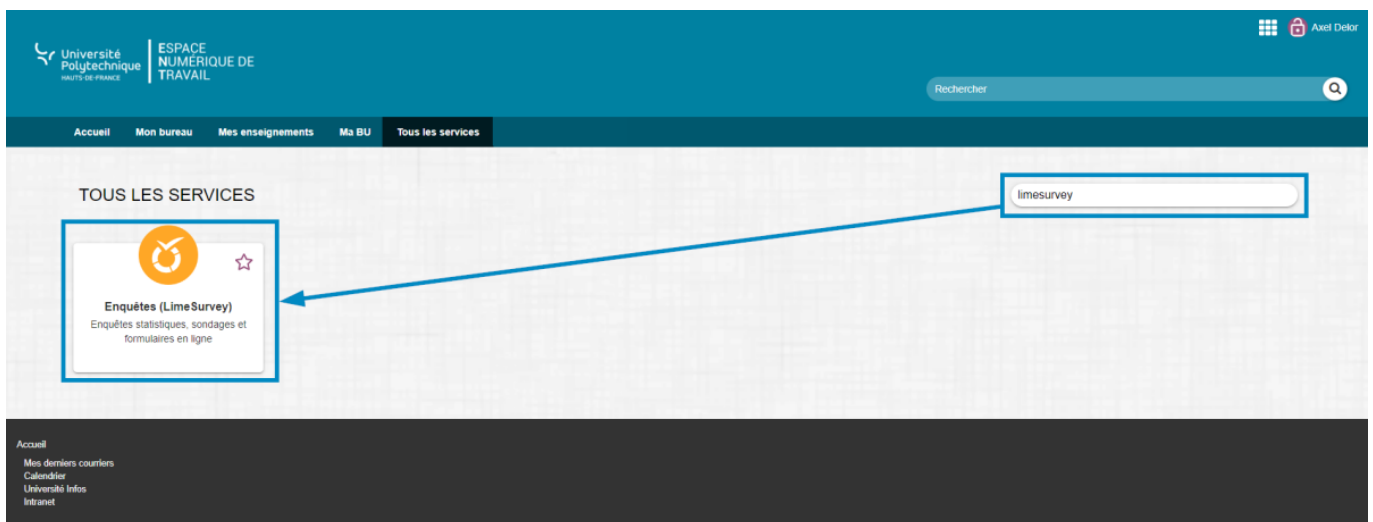 Axel Delor
Université
Polytechnique
HAUTS-DE-FRANCE
ESPACE
NUMÉRIQUE DE
TRAVAIL
Rechercher
Accueil Mon bureau Mes enseignements Ma BU Tous les services
TOUS LES SERVICES
limesurvey
Enquêtes (LimeSurvey)
Enquêtes statistiques, sondages et
formulaires en ligne
Accueil
Mes derniers courriers
Calendrier
Université Infos
Intranet